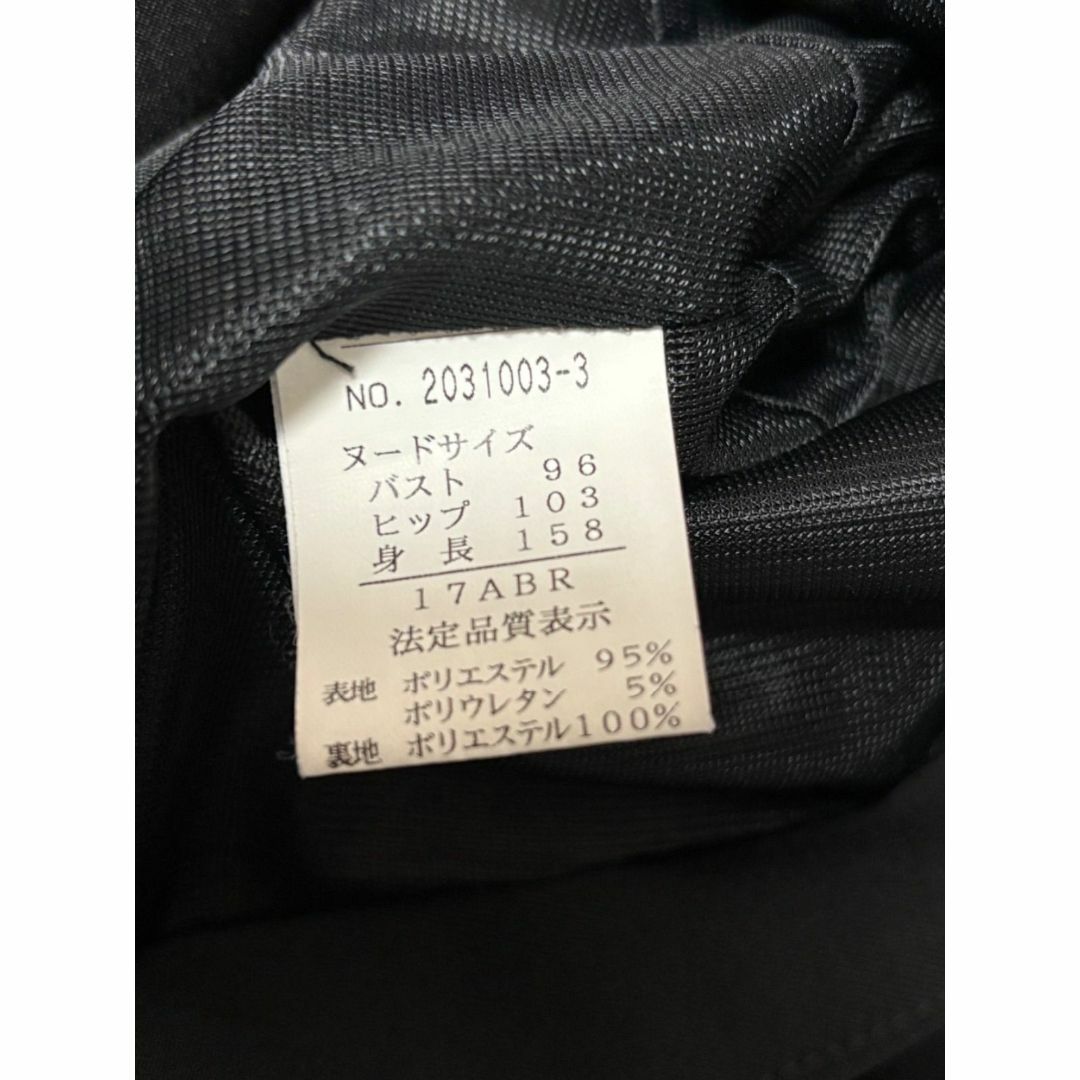 NO. 2031003-3
ヌードサイズ
バスト 96
ヒップ 103
身 長 158
17ABR
法定品質表示
表地 ポリエステル 95%
ポリウレタン 5%
裏地 ポリエステル100%